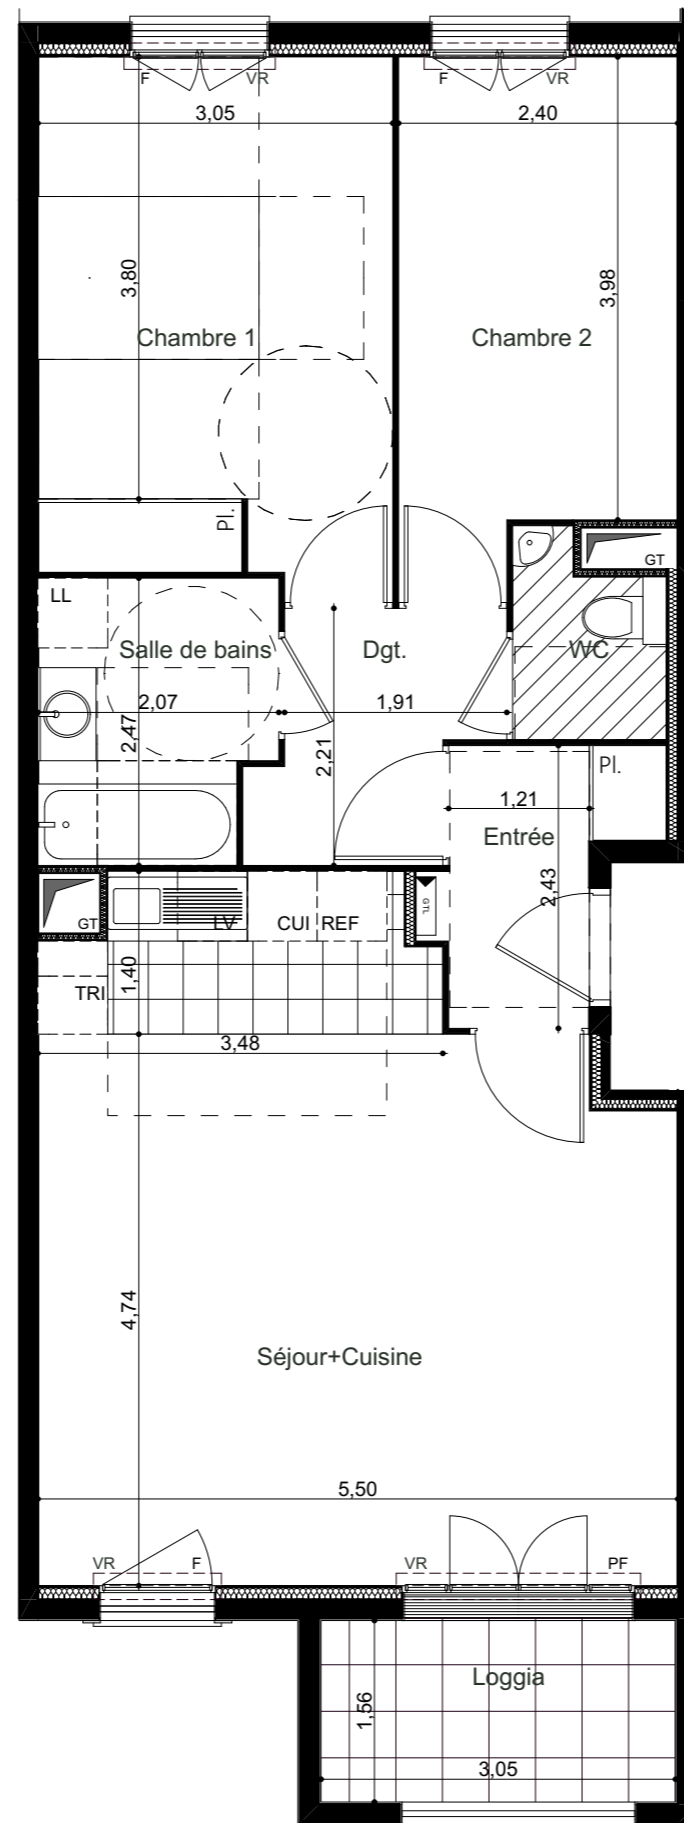 F VR F VR
3,05 2,40
3,80 3,98
Chambre 1 Chambre 2
Pl.
GT
LL
Salle de bains Dgt. WC
2,07 1,91
2,47 2,21
Pl.
1,21
Entrée
2,43
GTL
GT LV CUI REF
1,40
TRI
3,48
4,74
Séjour+Cuisine
5,50
VR F VR PF
Loggia
1,56
3,05